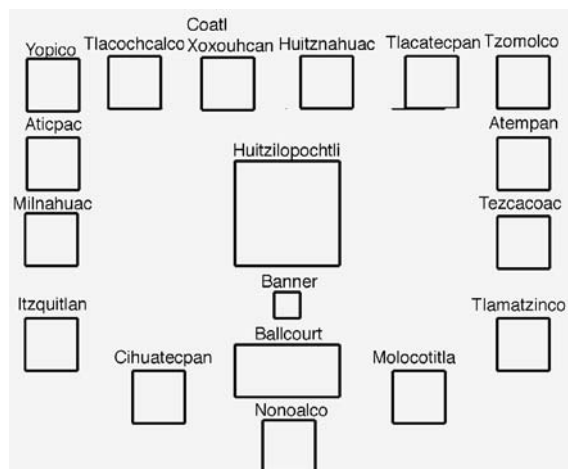 Yopico
Tlacochcalco
Coatl
Xoxouhcan
Huitznahuac
Tlacatecpan
Tzomolco
Aticpac
Huitzilopochtli
Atempan
Milnahuac
Tezcacoac
Banner
Itzquitlan
Ballcourt
Tlamatzinco
Cihuatecpan
Molocotitla
Nonoalco